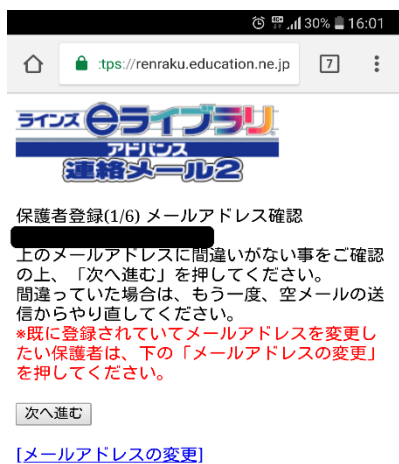 30% 16:01
:tps://renraku.education.ne.jp 7
ラインズeライブラリ
アドバンス
連絡メール2
保護者登録(1/6) メールアドレス確認
上のメールアドレスに間違いがない事をご確認
の上、「次へ進む」を押してください。
間違っていた場合は、もう一度、空メールの送
信からやり直してください。
*既に登録されていてメールアドレスを変更し
たい保護者は、下の「メールアドレスの変更」
を押してください。
次へ進む
[メールアドレスの変更]